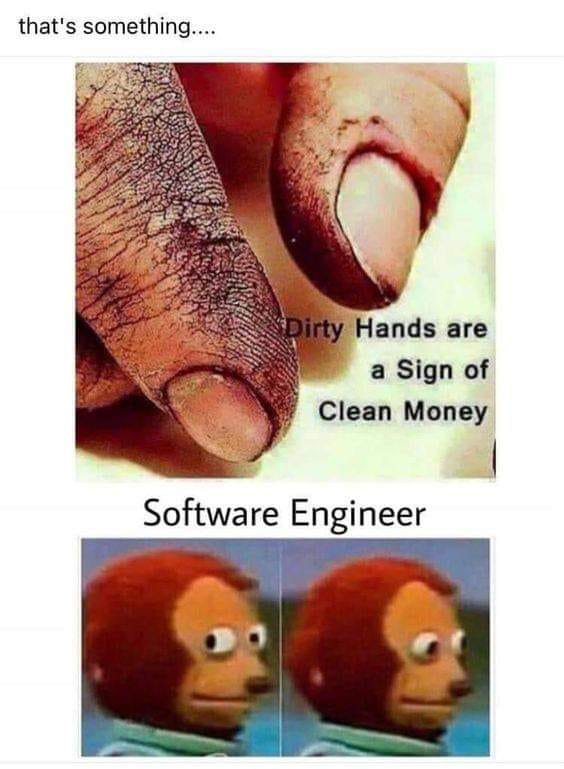 that's something....
Dirty Hands are
a Sign of
Clean Money
Software Engineer